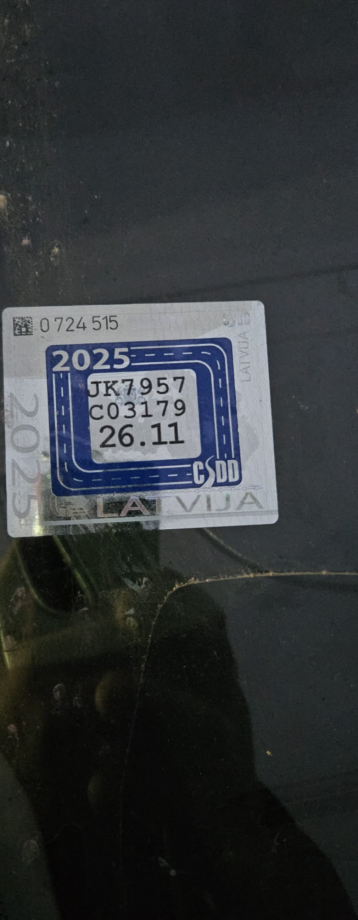 0 724 515
2025
JK7957
C03179
26.11
CSDD
LATVIJA
2025
LATVIJA